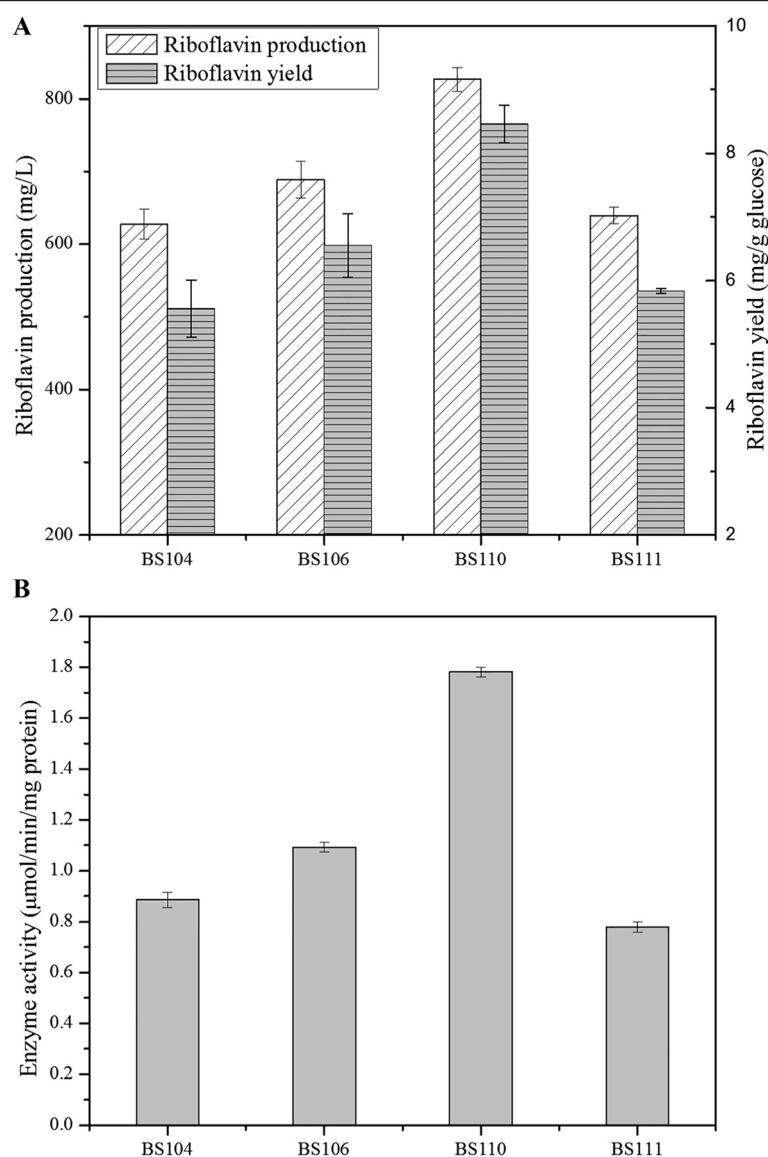 A
Riboflavin production
Riboflavin yield
Riboflavin production (mg/L)
800
600
400
200
10
8
6
4
2
Riboflavin yield (mg/g glucose)
BS104 BS106 BS110 BS111
B
Enzyme activity (μmol/min/mg protein)
2.0
1.8
1.6
1.4
1.2
1.0
0.8
0.6
0.4
0.2
0.0
BS104 BS106 BS110 BS111